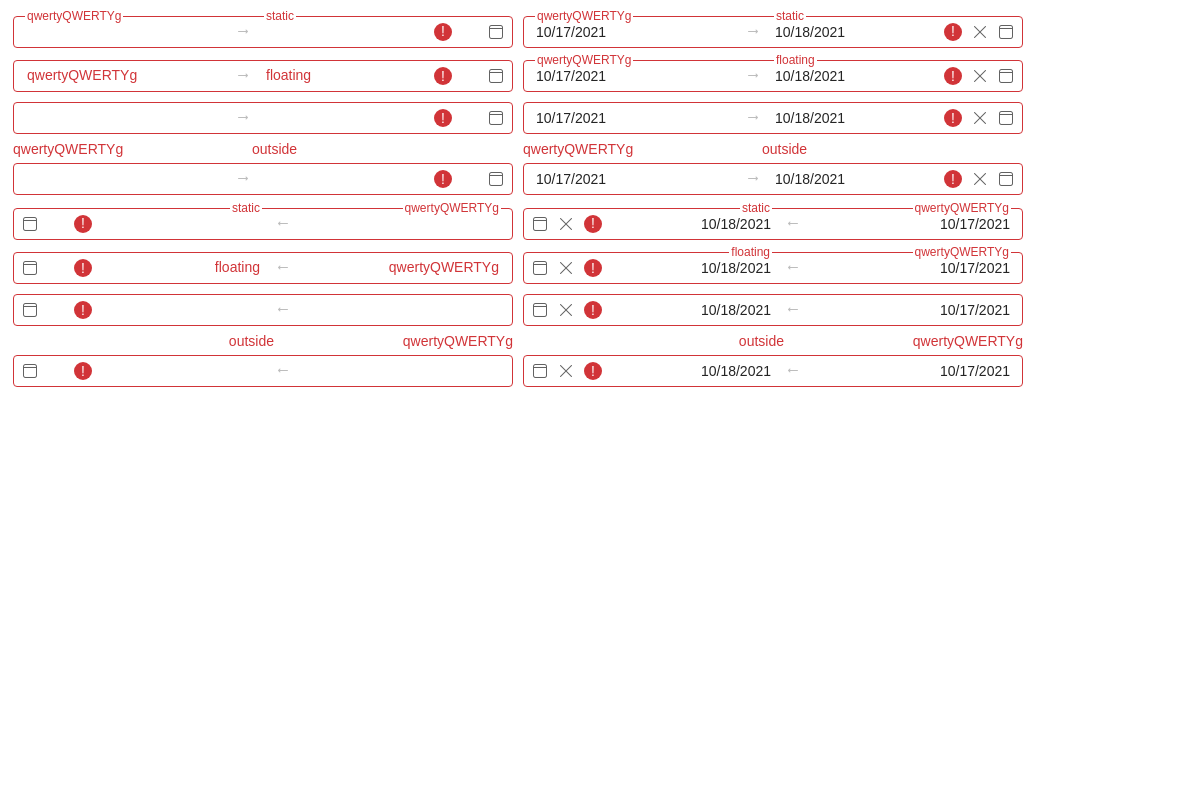 qwertyQWERTYg static qwertyQWERTYg static
→ ! 10/17/2021 → 10/18/2021 !
qwertyQWERTYg floating
qwertyQWERTYg → floating ! 10/17/2021 → 10/18/2021 !
→ ! 10/17/2021 → 10/18/2021 !
qwertyQWERTYg outside qwertyQWERTYg outside
→ ! 10/17/2021 → 10/18/2021 !
static qwertyQWERTYg static qwertyQWERTYg
! ← ! 10/18/2021 ← 10/17/2021
floating qwertyQWERTYg
! floating ← qwertyQWERTYg ! 10/18/2021 ← 10/17/2021
! ← ! 10/18/2021 ← 10/17/2021
outside qwertyQWERTYg outside qwertyQWERTYg
! ← ! 10/18/2021 ← 10/17/2021